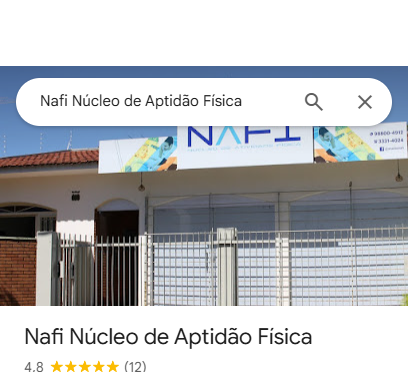 Nafi Núcleo de Aptidão Física
NAFI
Nafi Núcleo de Aptidão Física
4,8 (12)